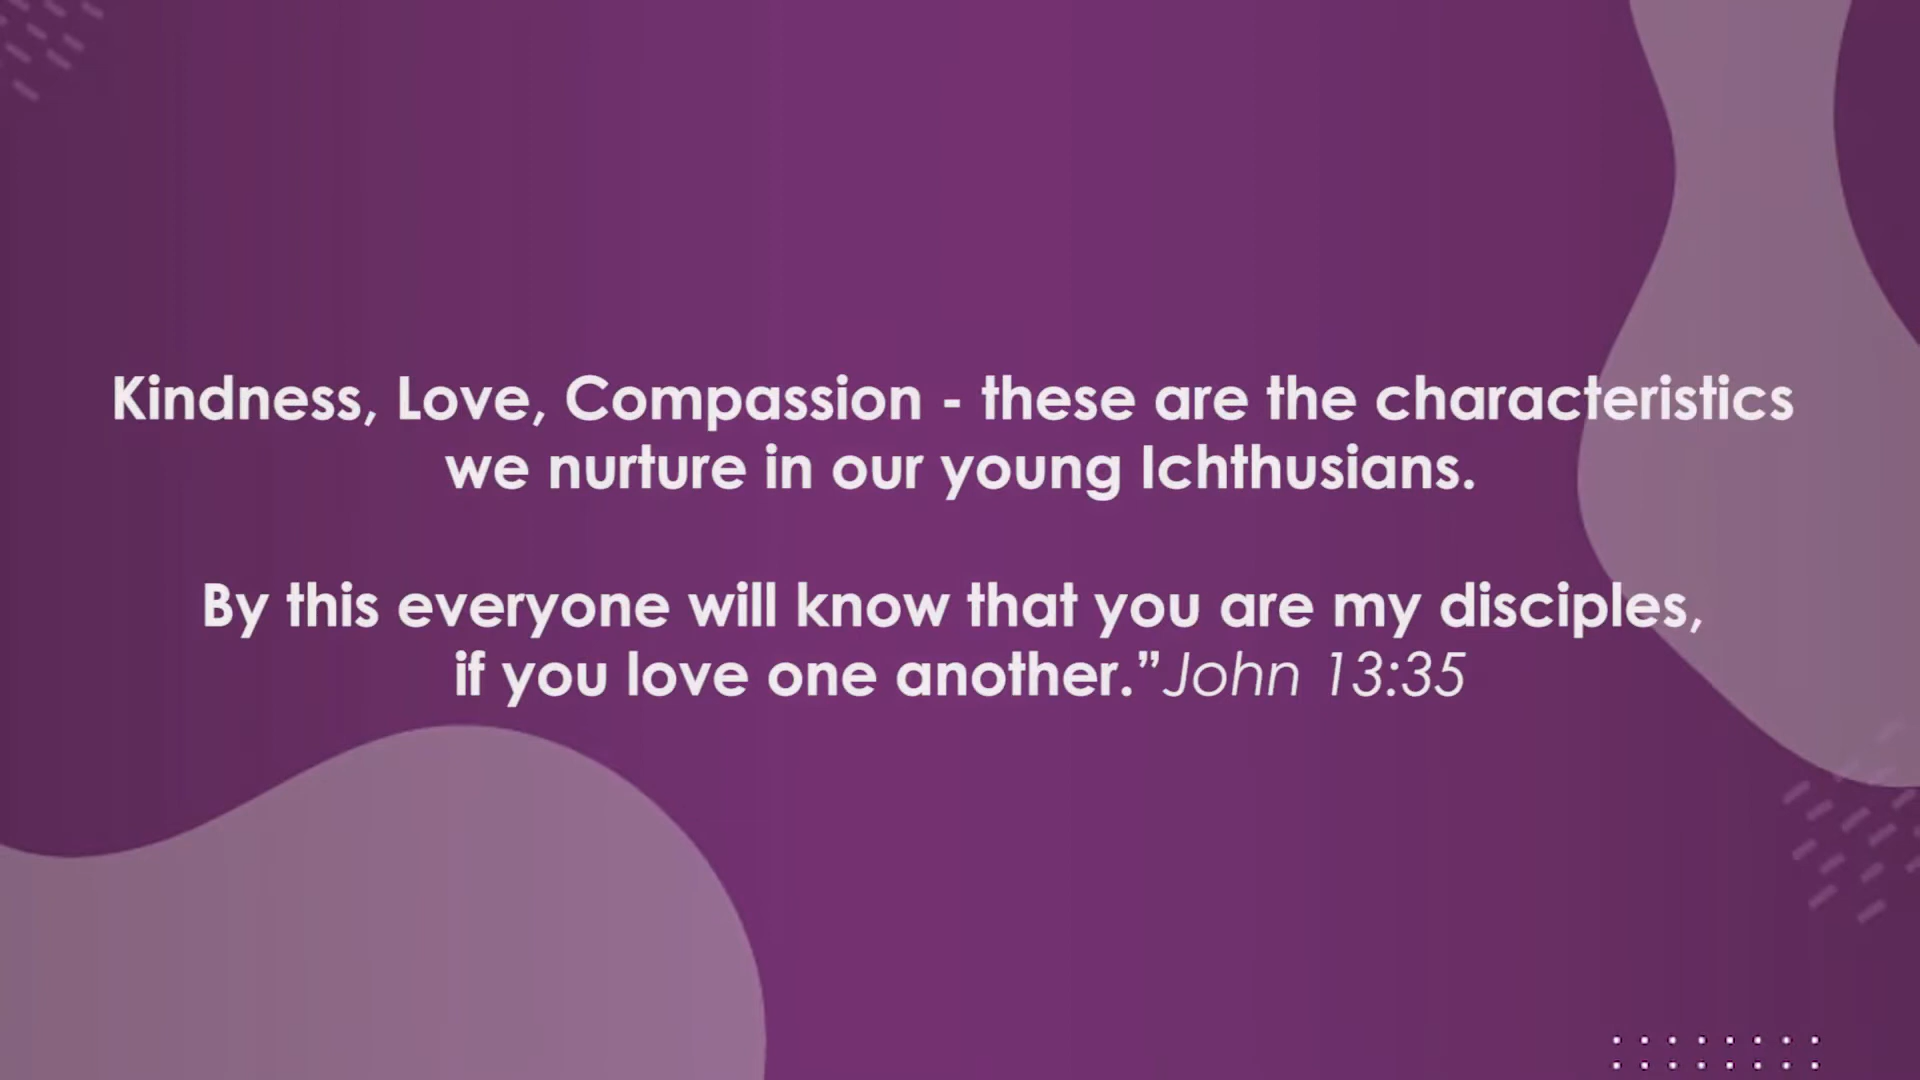 Kindness, Love, Compassion - these are the characteristics
we nurture in our young Ichthusians.
By this everyone will know that you are my disciples,
if you love one another.” John 13:35